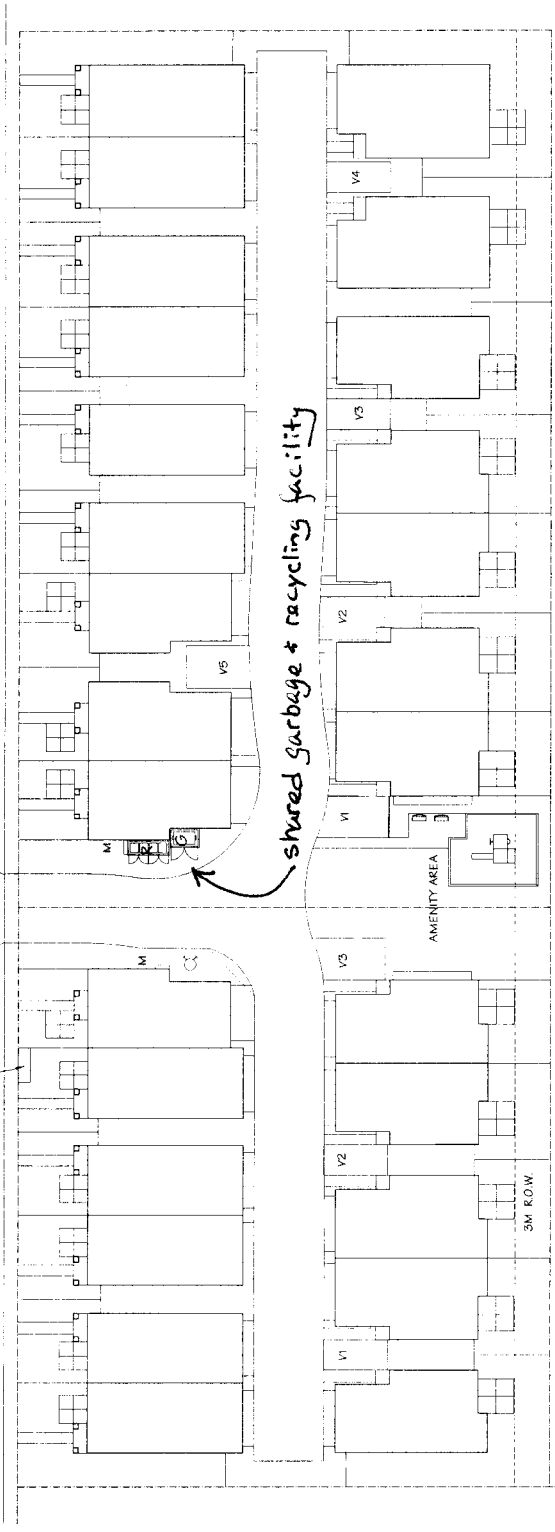 V4
V3
V2
V1
V5
M
R
G
shared garbage & recycling facility
AMENITY AREA
M
V3
V2
V1
3M R.O.W.